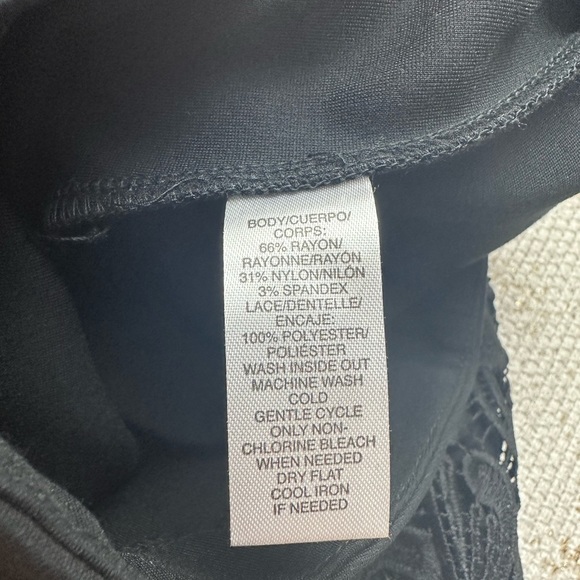 BODY/CUERPO/
CORPS:
66% RAYON/
RAYONNE/RAYÓN
31% NYLON/NILÓN
3% SPANDEX
LACE/DENTELLE/
ENCAJE:
100% POLYESTER/
POLIÉSTER
WASH INSIDE OUT
MACHINE WASH
COLD
GENTLE CYCLE
ONLY NON-
CHLORINE BLEACH
WHEN NEEDED
DRY FLAT
COOL IRON
IF NEEDED